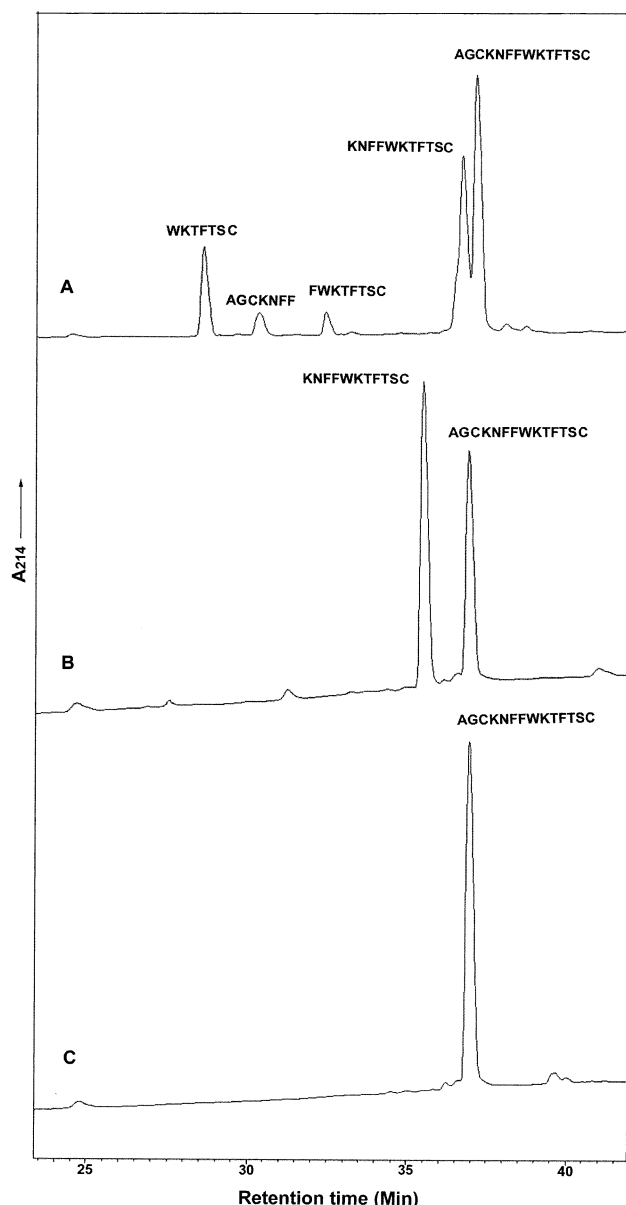 AGCKNFFWKTFTSC
KNFFWKTFTSC
WKTFTSC
AGCKNFF
FWKTFTSC
A
KNFFWKTFTSC
AGCKNFFWKTFTSC
A214
B
AGCKNFFWKTFTSC
C
25 30 35 40
Retention time (Min)